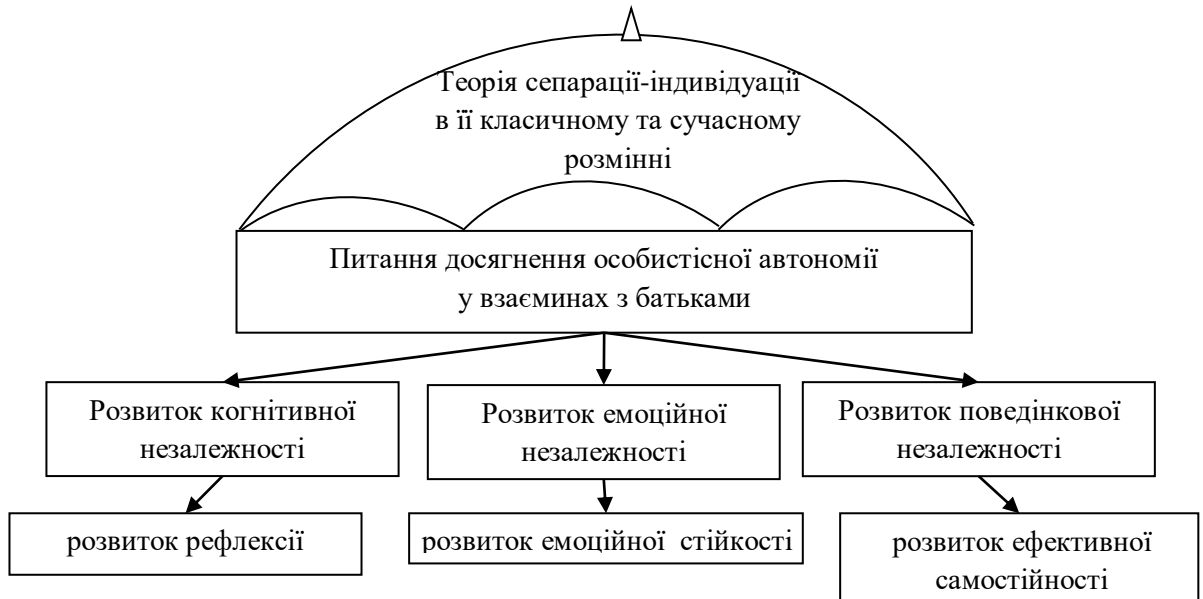 Теорія сепарації-індивідуації
в її класичному та сучасному
розмінні
Питання досягнення особистісної автономії
у взаєминах з батьками
Розвиток когнітивної
незалежності
Розвиток емоційної
незалежності
Розвиток поведінкової
незалежності
розвиток рефлексії
розвиток емоційної стійкості
розвиток ефективної
самостійності